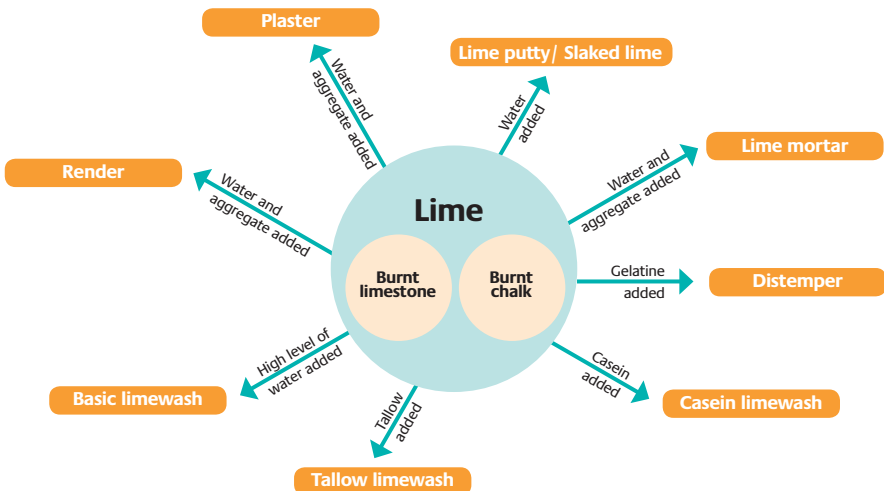 Plaster
Water and
aggregate added
Lime putty/ Slaked lime
Water
added
Lime mortar
Water and
aggregate added
Render
Water and
aggregate added
Lime
Burnt
limestone
Burnt
chalk
Gelatine
added
Distemper
High level of
water added
Basic limewash
Casein
added
Casein limewash
Tallow
added
Tallow limewash